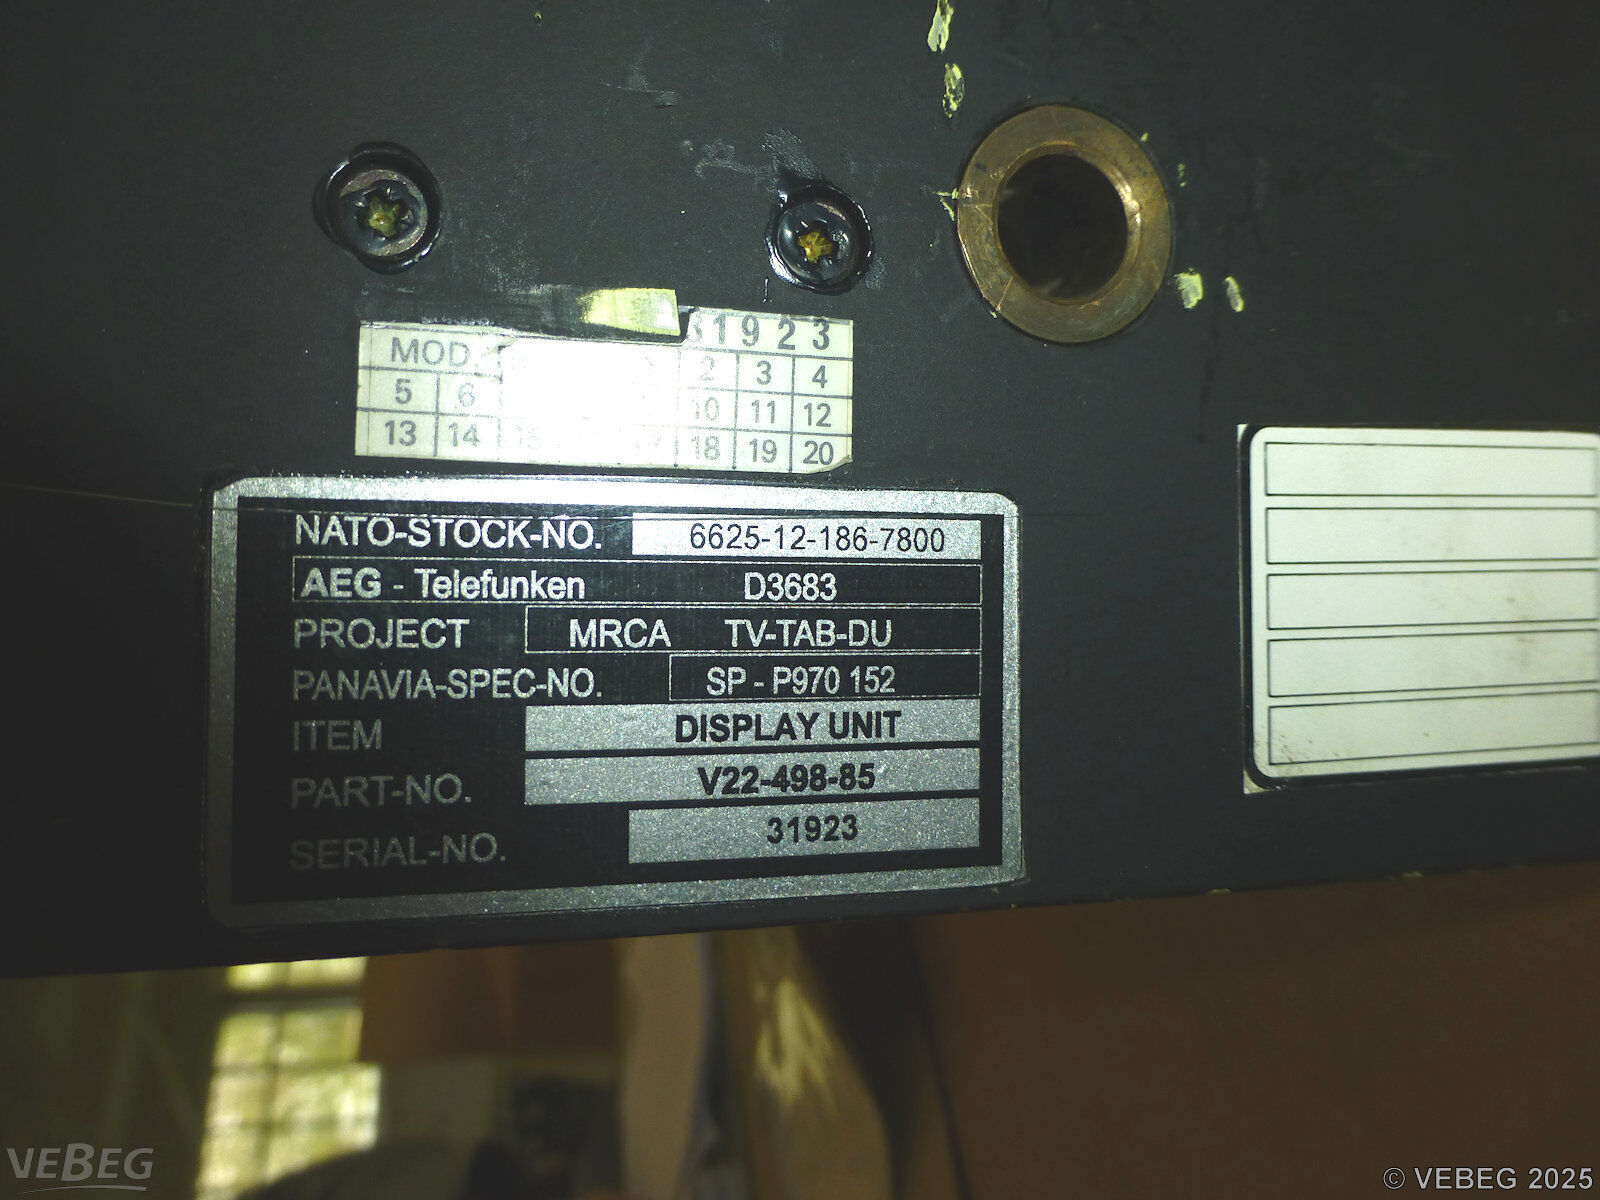 1923
MOD. 2 3 4
5 6 10 11 12
13 14 18 19 20
NATO-STOCK-NO. 6625-12-186-7800
AEG - Telefunken D3683
PROJECT MRCA TV-TAB-DU
PANAVIA-SPEC-NO. SP - P970 152
ITEM DISPLAY UNIT
PART-NO. V22-498-85
SERIAL-NO. 31923
VEBEG
© VEBEG 2025